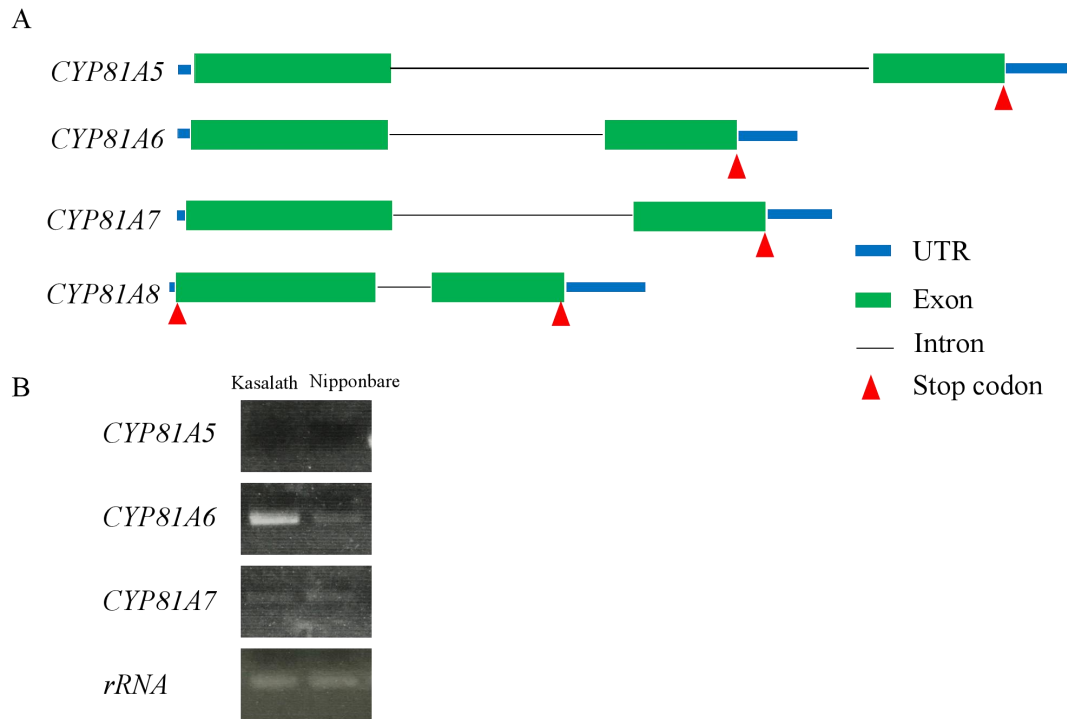 A
CYP81A5
CYP81A6
CYP81A7
CYP81A8
UTR
Exon
Intron
Stop codon
B
Kasalath Nipponbare
CYP81A5
CYP81A6
CYP81A7
rRNA